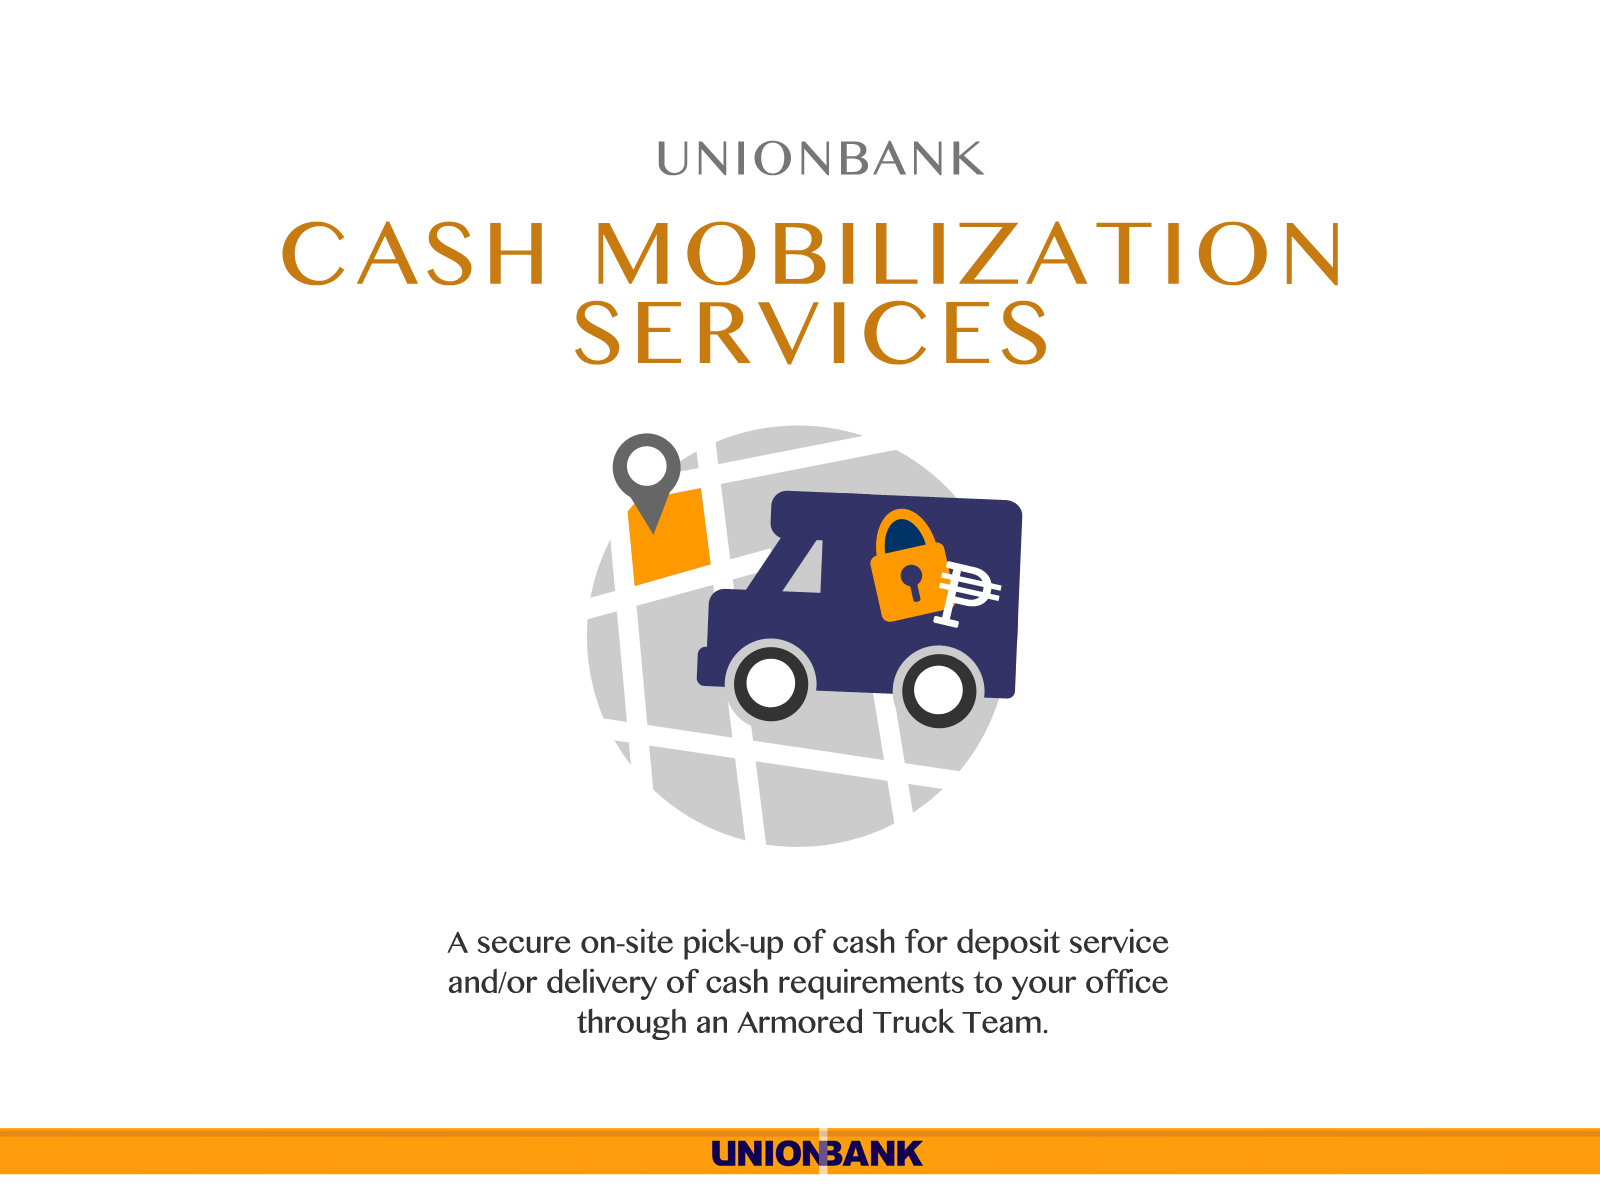 UNIONBANK
CASH MOBILIZATION
SERVICES
₱
A secure on-site pick-up of cash for deposit service
and/or delivery of cash requirements to your office
through an Armored Truck Team.
UNIONBANK